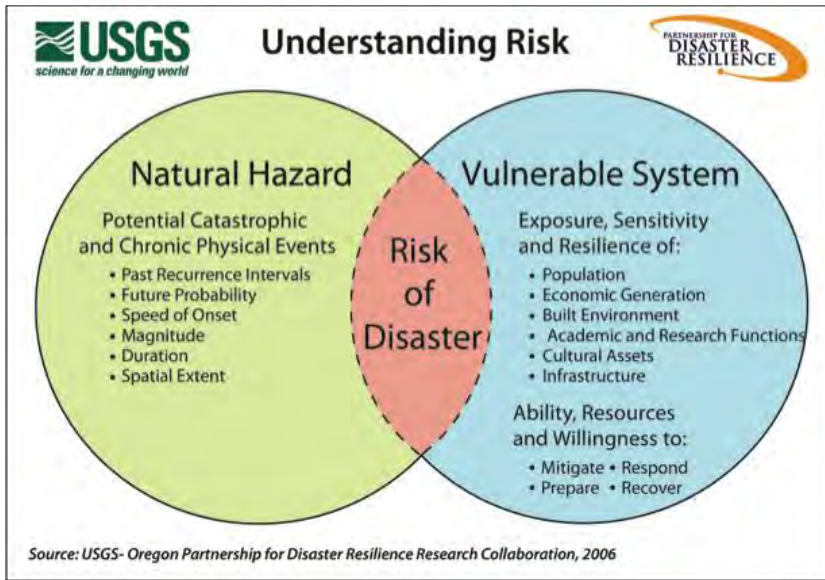 USGS
science for a changing world
Understanding Risk
PARTNERSHIP FOR
DISASTER
RESILIENCE
Natural Hazard
Potential Catastrophic
and Chronic Physical Events
• Past Recurrence Intervals
• Future Probability
• Speed of Onset
• Magnitude
• Duration
• Spatial Extent
Risk
of
Disaster
Vulnerable System
Exposure, Sensitivity
and Resilience of:
• Population
• Economic Generation
• Built Environment
• Academic and Research Functions
• Cultural Assets
• Infrastructure
Ability, Resources
and Willingness to:
• Mitigate • Respond
• Prepare • Recover
Source: USGS- Oregon Partnership for Disaster Resilience Research Collaboration, 2006